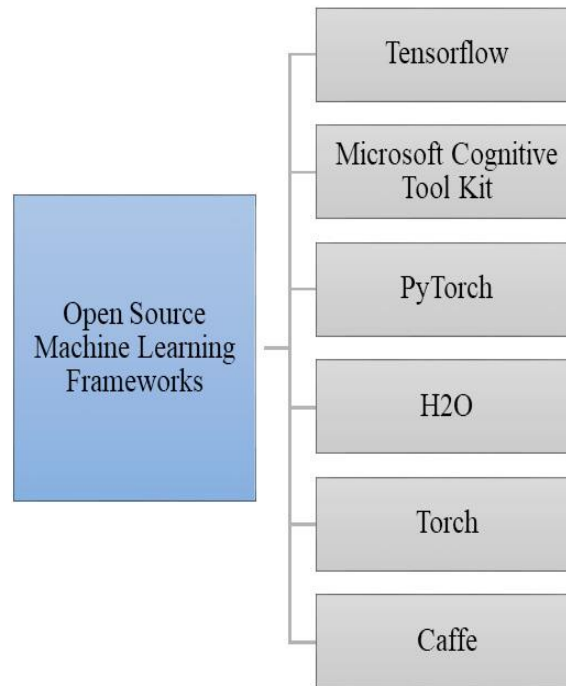 Open Source
Machine Learning
Frameworks
Tensorflow
Microsoft Cognitive
Tool Kit
PyTorch
H2O
Torch
Caffe